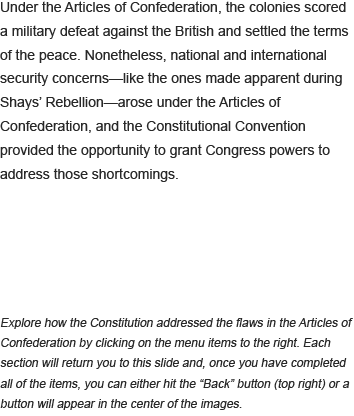 Under the Articles of Confederation, the colonies scored
a military defeat against the British and settled the terms
of the peace. Nonetheless, national and international
security concerns—like the ones made apparent during
Shays’ Rebellion—arose under the Articles of
Confederation, and the Constitutional Convention
provided the opportunity to grant Congress powers to
address those shortcomings.
Explore how the Constitution addressed the flaws in the Articles of
Confederation by clicking on the menu items to the right. Each
section will return you to this slide and, once you have completed
all of the items, you can either hit the “Back” button (top right) or a
button will appear in the center of the images.